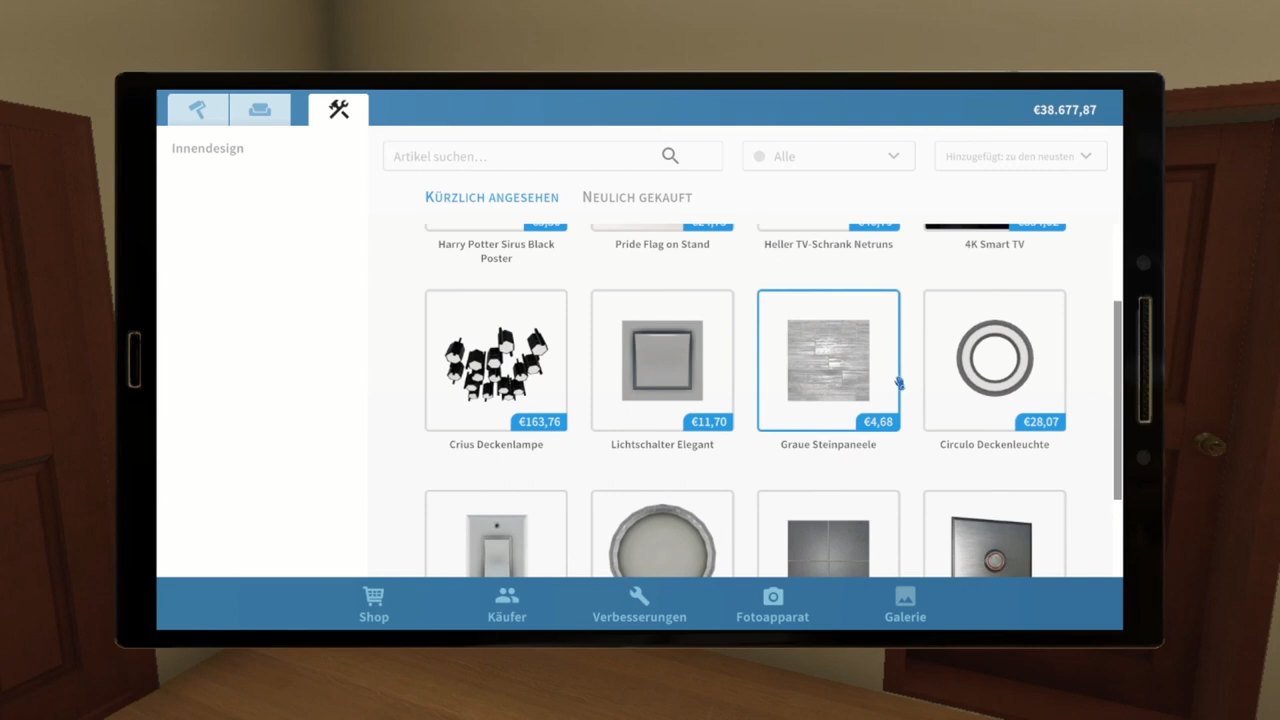 €38.677,87
Innendesign
Artikel suchen...
Alle
Hinzugefügt: zu den neusten
KÜRZLICH ANGESEHEN
NEULICH GEKAUFT
Harry Potter Sirus Black
Poster
Pride Flag on Stand
Heller TV-Schrank Netruns
4K Smart TV
€163,76
€11,70
€4,68
€28,07
Crius Deckenlampe
Lichtschalter Elegant
Graue Steinpaneele
Circulo Deckenleuchte
Shop
Käufer
Verbesserungen
Fotoapparat
Galerie